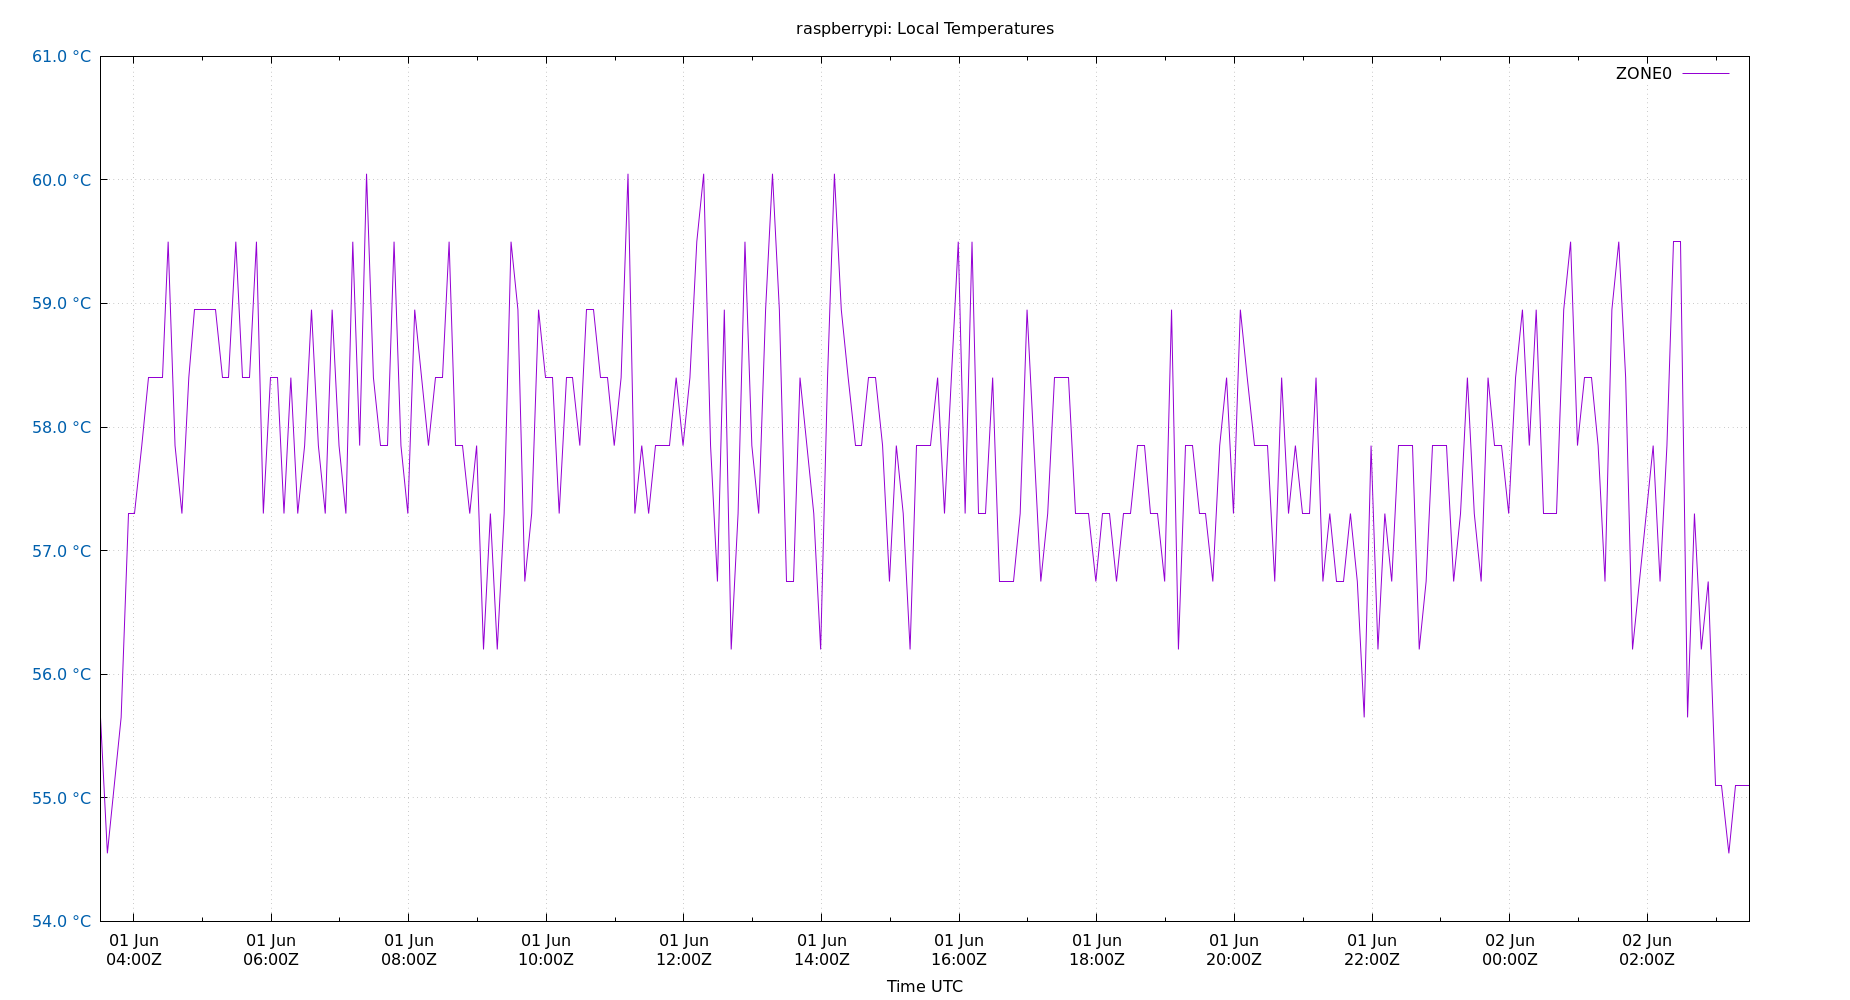 raspberrypi: Local Temperatures
61.0 °C
ZONE0
60.0 °C
59.0 °C
58.0 °C
57.0 °C
56.0 °C
55.0 °C
54.0 °C
01 Jun 01 Jun 01 Jun 01 Jun 01 Jun 01 Jun 01 Jun 01 Jun 01 Jun 01 Jun 02 Jun 02 Jun
04:00Z 06:00Z 08:00Z 10:00Z 12:00Z 14:00Z 16:00Z 18:00Z 20:00Z 22:00Z 00:00Z 02:00Z
Time UTC